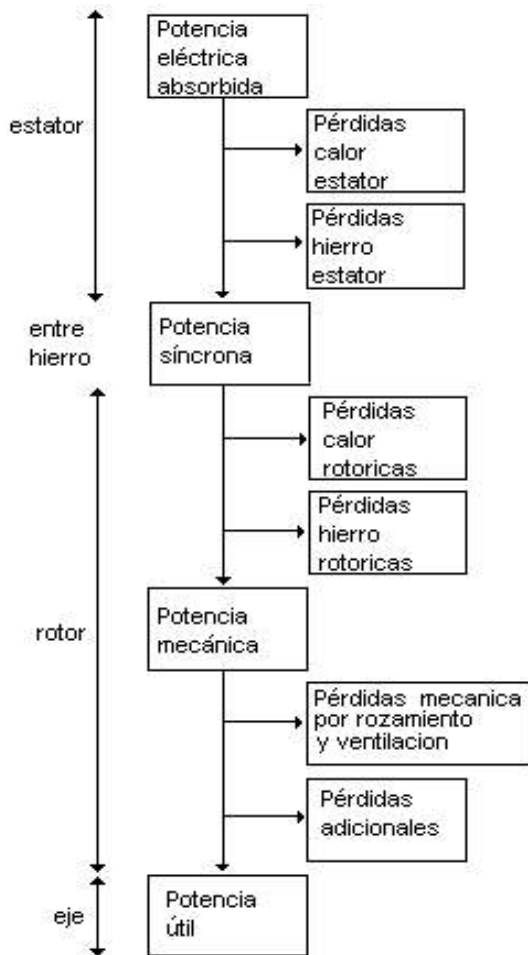 Potencia
eléctrica
absorbida
estator
Pérdidas
calor
estator
Pérdidas
hierro
estator
entre
hierro
Potencia
síncrona
Pérdidas
calor
rotoricas
Pérdidas
hierro
rotoricas
rotor
Potencia
mecánica
Pérdidas mecanica
por rozamiento
y ventilacion
Pérdidas
adicionales
eje
Potencia
útil